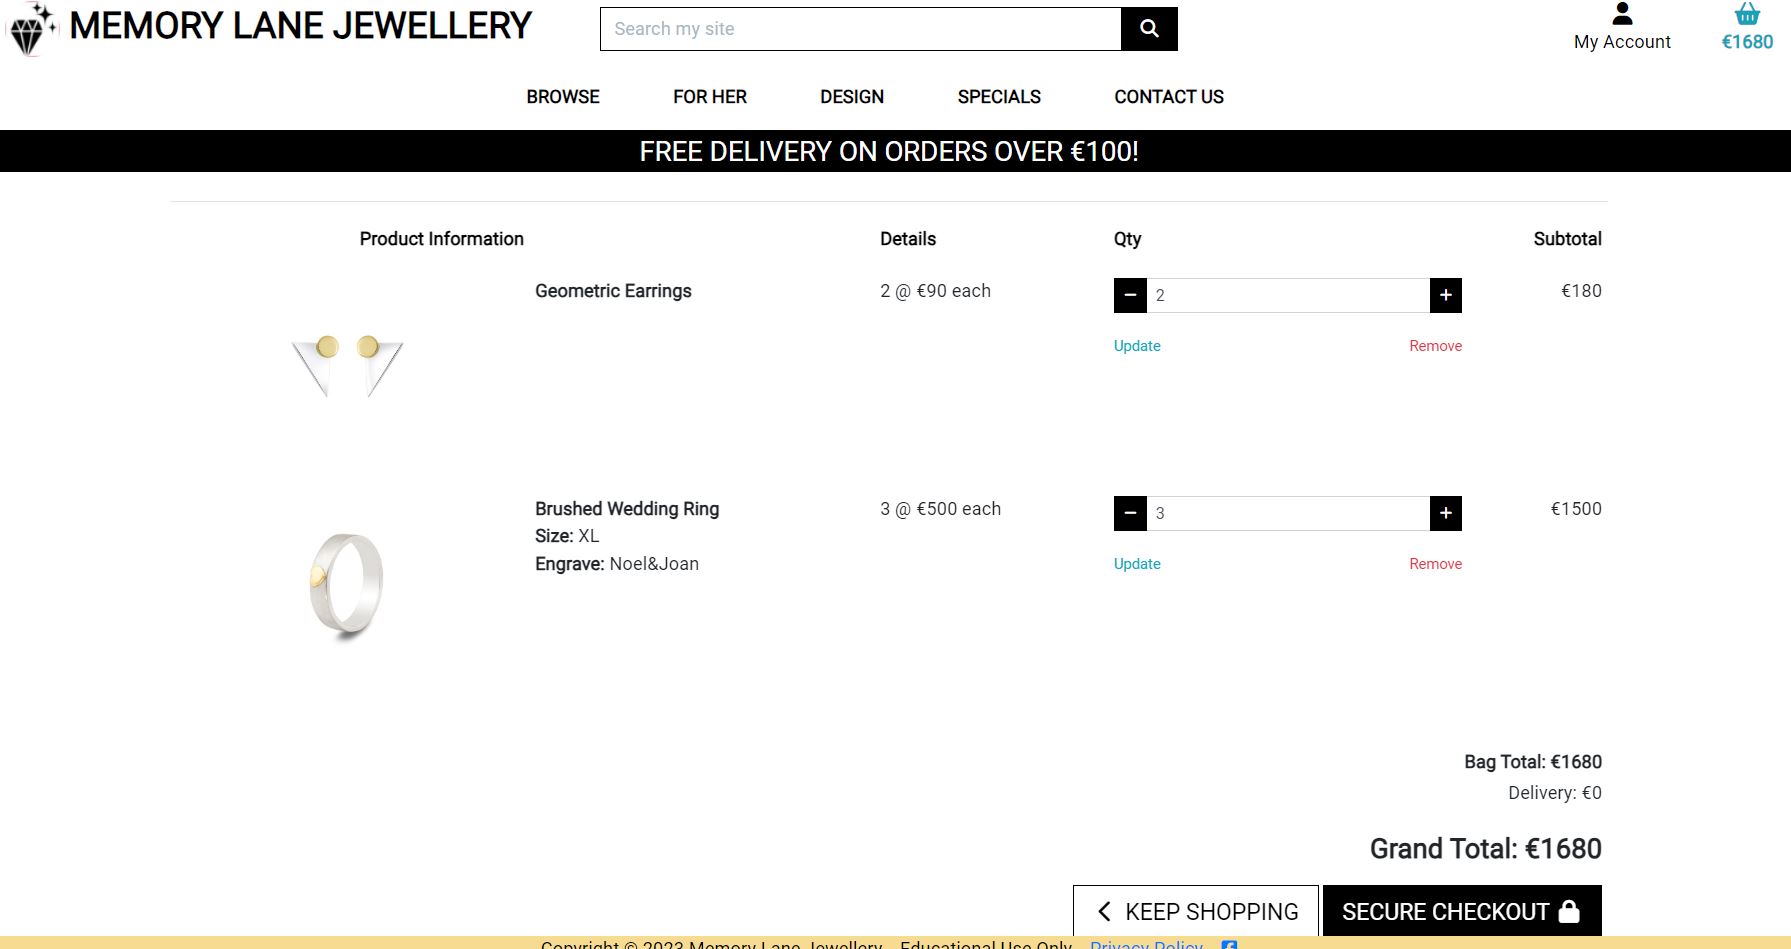 MEMORY LANE JEWELLERY
Search my site
My Account
€1680
BROWSE FOR HER DESIGN SPECIALS CONTACT US
FREE DELIVERY ON ORDERS OVER €100!
Product Information Details Qty Subtotal
Geometric Earrings 2 @ €90 each 2 €180
Update Remove
Brushed Wedding Ring 3 @ €500 each 3 €1500
Size: XL
Engrave: Noel&Joan
Update Remove
Bag Total: €1680
Delivery: €0
Grand Total: €1680
KEEP SHOPPING SECURE CHECKOUT
Copyright © 2023 Memory Lane Jewellery Educational Use Only Privacy Policy